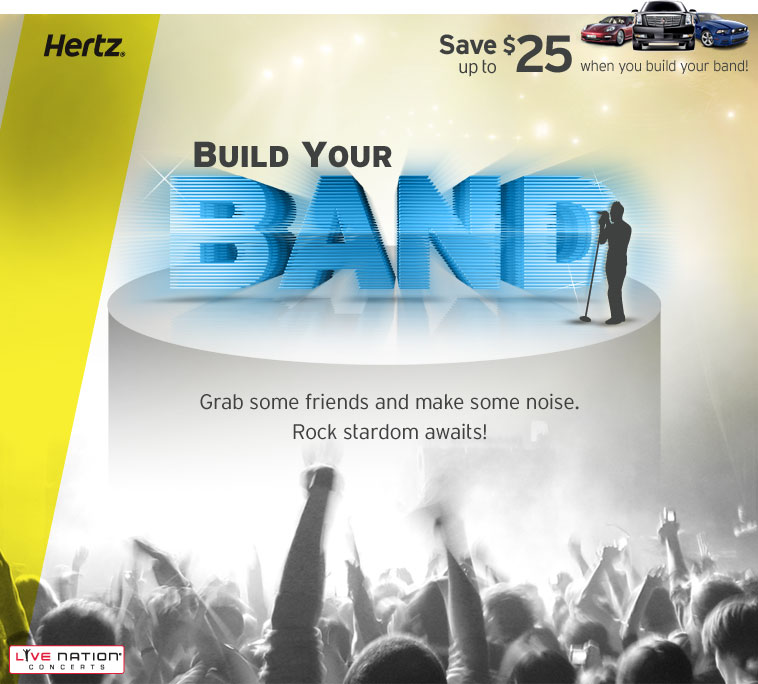 Hertz®
Save up to $25 when you build your band!
BUILD YOUR
BAND
Grab some friends and make some noise.
Rock stardom awaits!
LIVE NATION®
CONCERTS